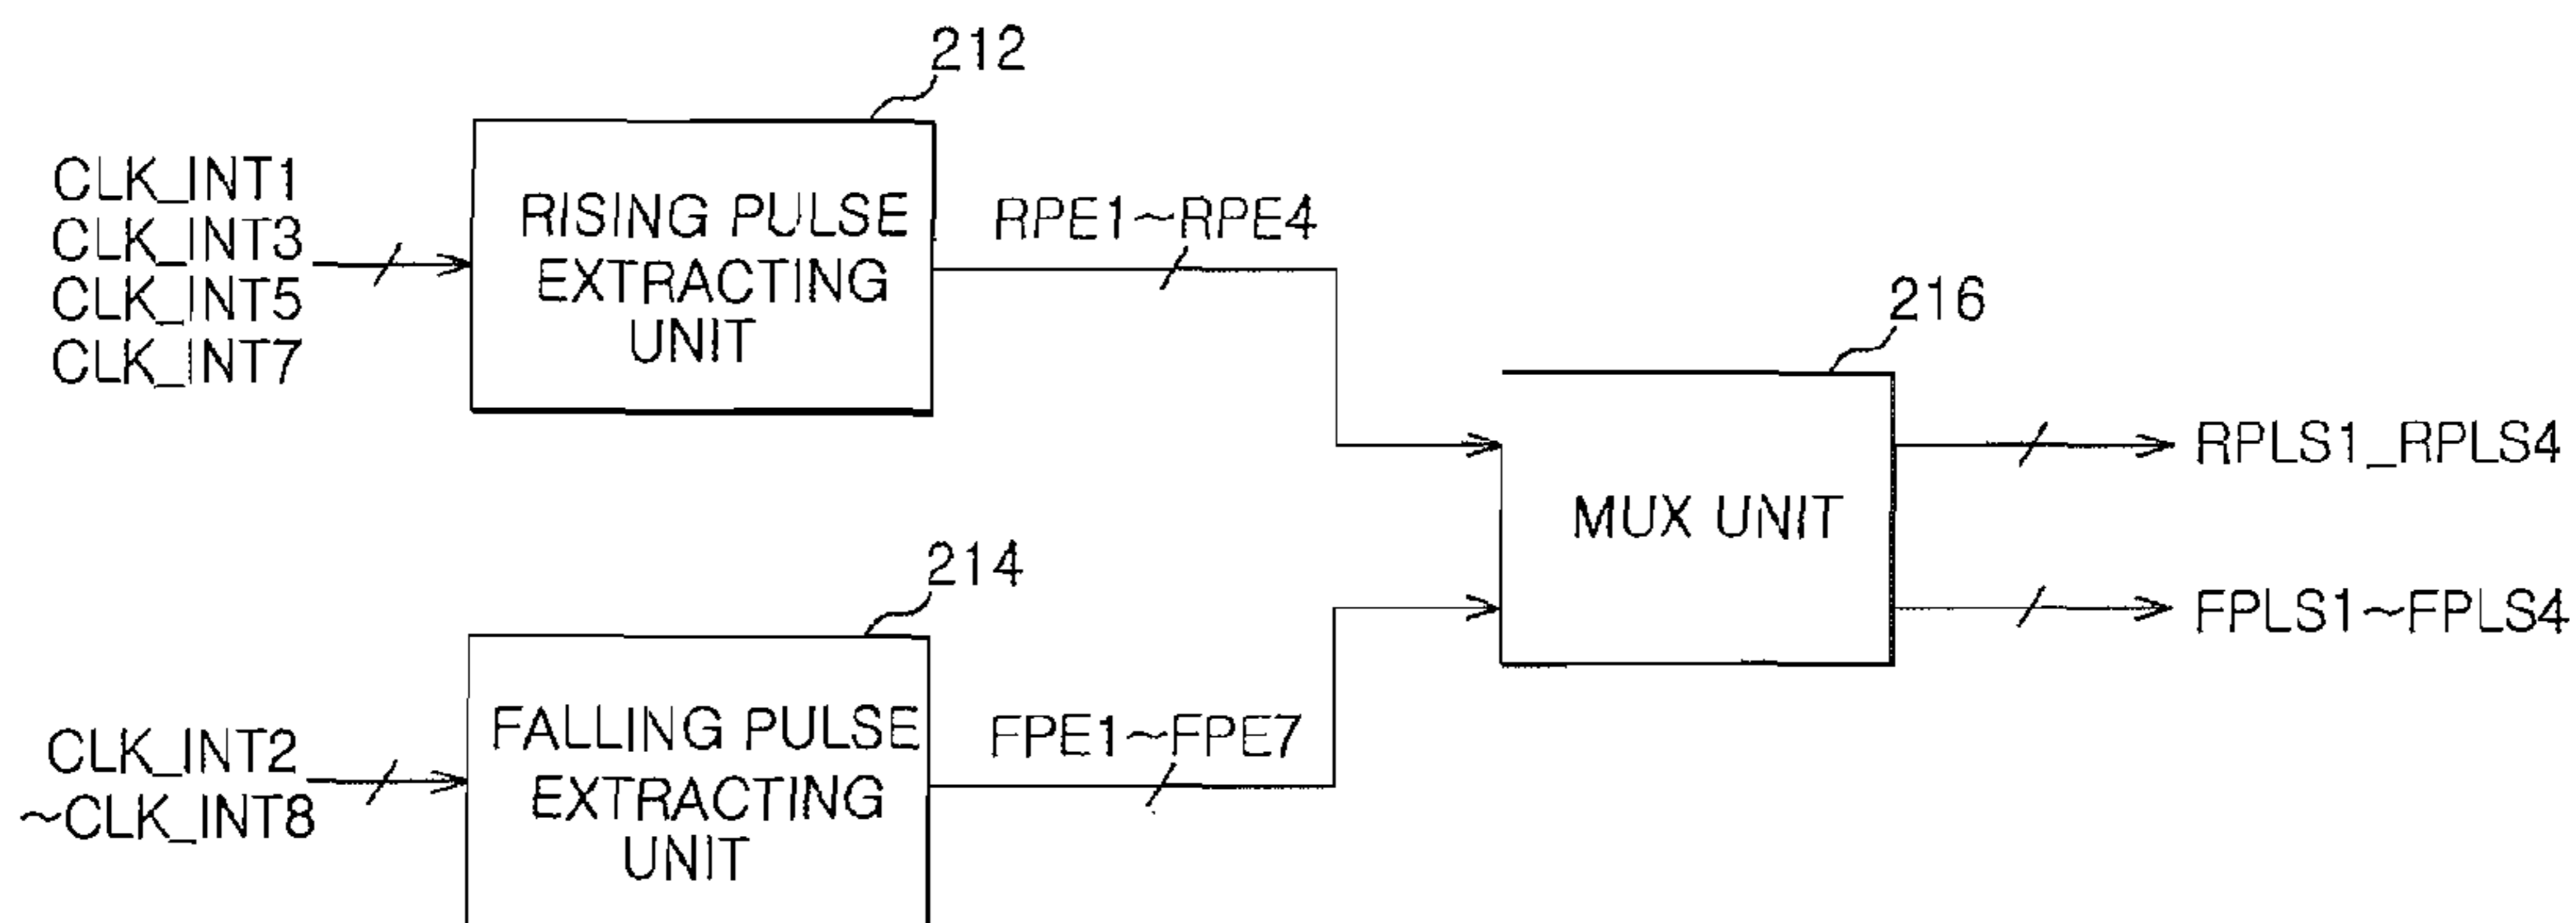 212
CLK_INT1
CLK_INT3
CLK_INT5
CLK_INT7
RISING PULSE
EXTRACTING
UNIT
RPE1~RPE4
216
MUX UNIT
RPLS1_RPLS4
FPLS1~FPLS4
214
CLK_INT2
~CLK_INT8
FALLING PULSE
EXTRACTING
UNIT
FPE1~FPE7